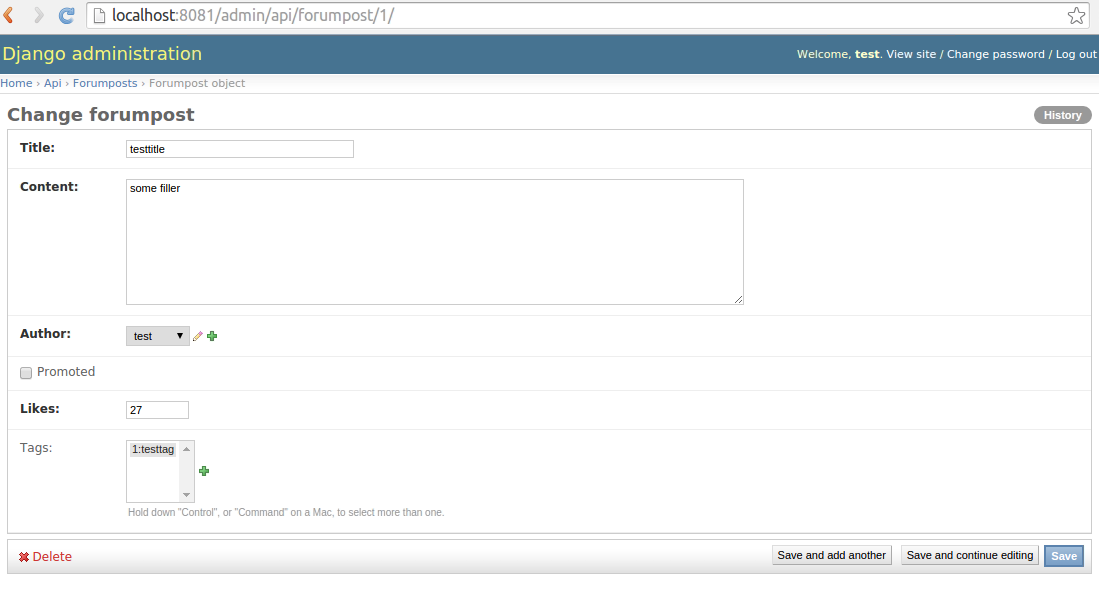 localhost:8081/admin/api/forumpost/1/
Django administration
Welcome, test. View site / Change password / Log out
Home › Api › Forumposts › Forumpost object
Change forumpost
History
Title:
testtitle
Content:
some filler
Author:
test
Promoted
Likes:
27
Tags:
1:testtag
Hold down "Control", or "Command" on a Mac, to select more than one.
Delete
Save and add another
Save and continue editing
Save